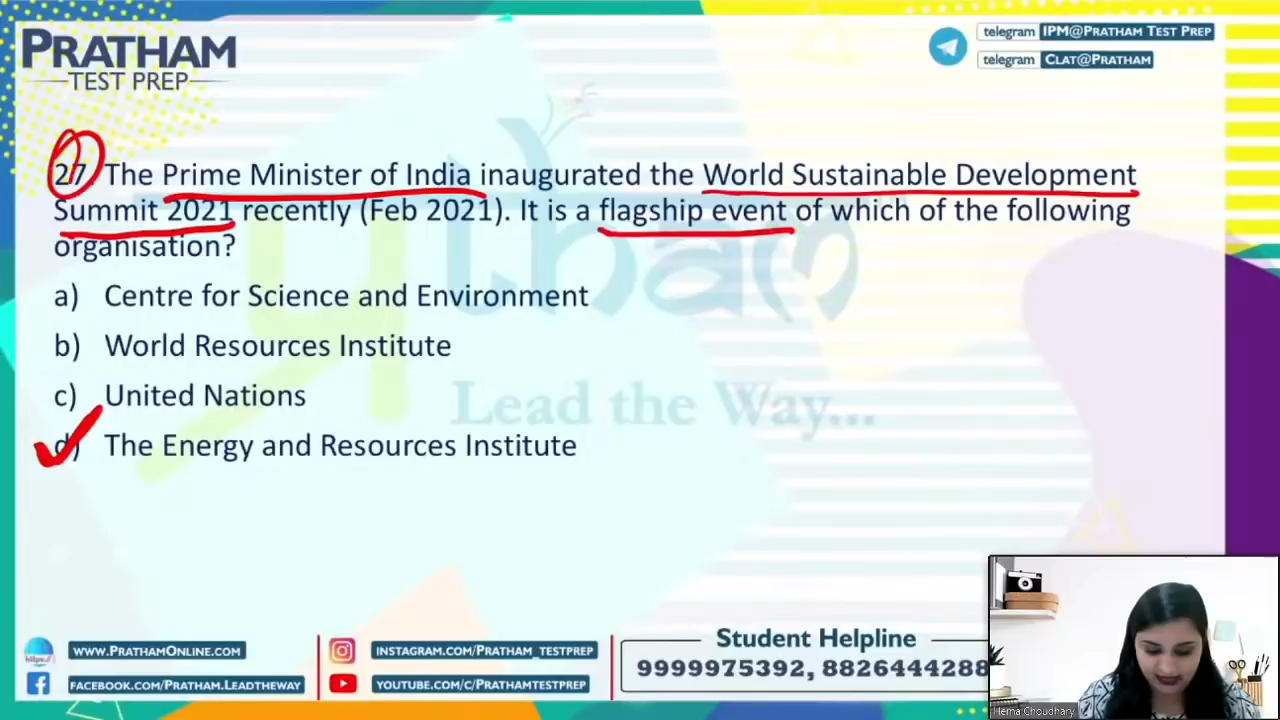 PRATHAM
TEST PREP
telegram IPM@PRATHAM TEST PREP
telegram CLAT@PRATHAM
27. The Prime Minister of India inaugurated the World Sustainable Development
Summit 2021 recently (Feb 2021). It is a flagship event of which of the following
organisation?
a) Centre for Science and Environment
b) World Resources Institute
c) United Nations
d) The Energy and Resources Institute
Lead the Way...
https://
WWW.PRATHAMONLINE.COM
FACEBOOK.COM/PRATHAM.LEADTHEWAY
INSTAGRAM.COM/PRATHAM_TESTPREP
YOUTUBE.COM/C/PRATHAMTESTPREP
Student Helpline
9999975392, 8826444288
Hema Choudhary